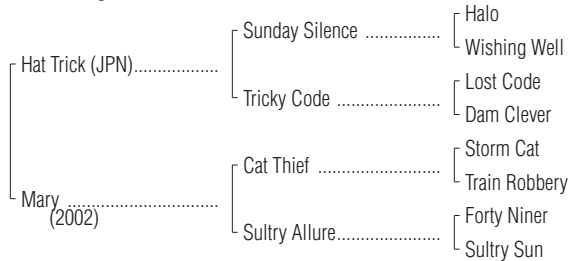 Halo
Sunday Silence ................
Wishing Well
Hat Trick (JPN)..................
Lost Code
Tricky Code ......................
Dam Clever
Storm Cat
Cat Thief ..........................
Train Robbery
Mary ................................
(2002)
Forty Niner
Sultry Allure......................
Sultry Sun